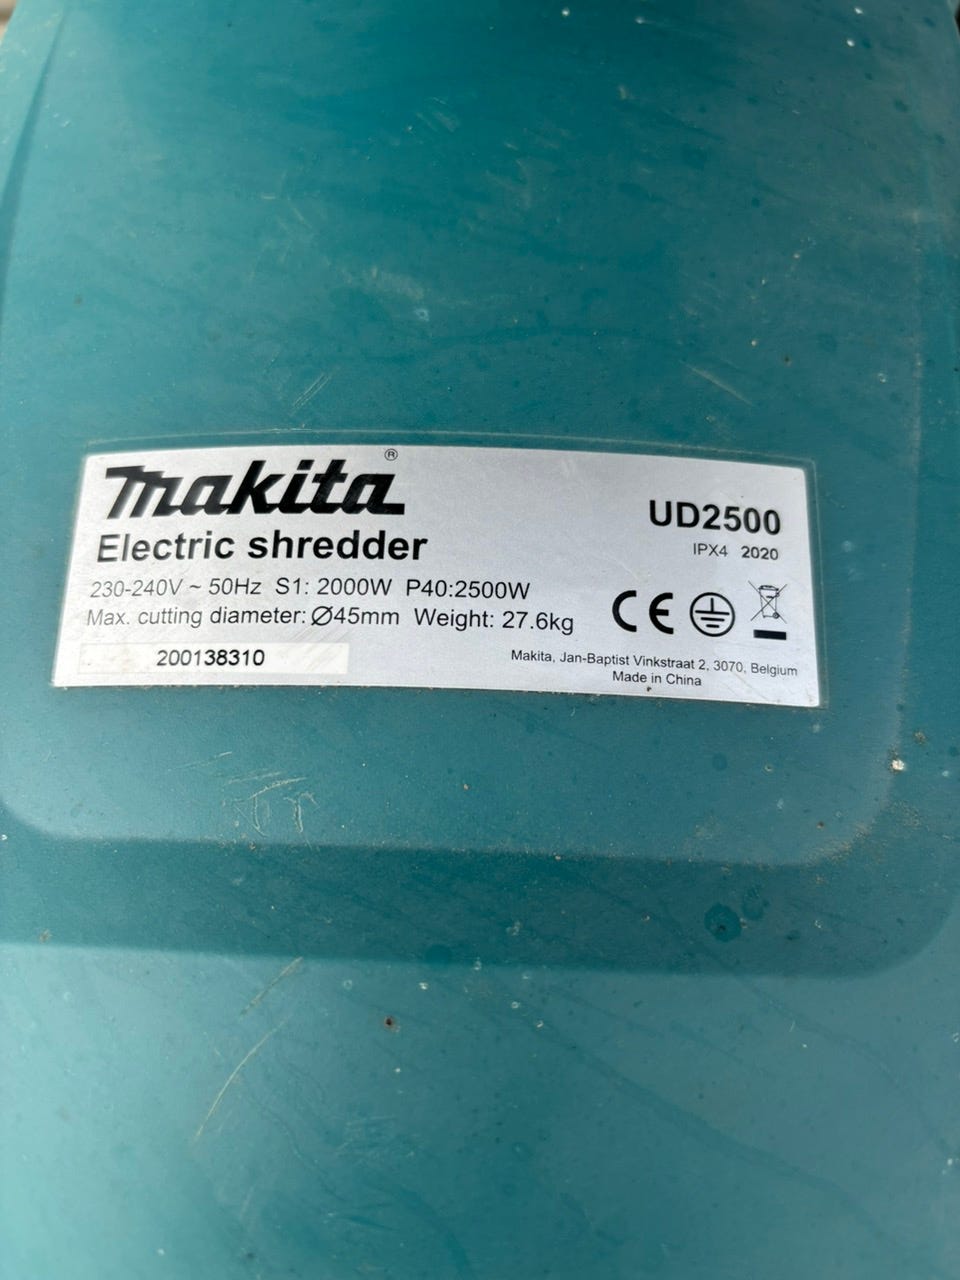 makita®
Electric shredder
UD2500
IPX4 2020
230-240V ~ 50Hz S1: 2000W P40:2500W
Max. cutting diameter: Ø45mm Weight: 27.6kg
CE
200138310
Makita, Jan-Baptist Vinkstraat 2, 3070, Belgium
Made in China